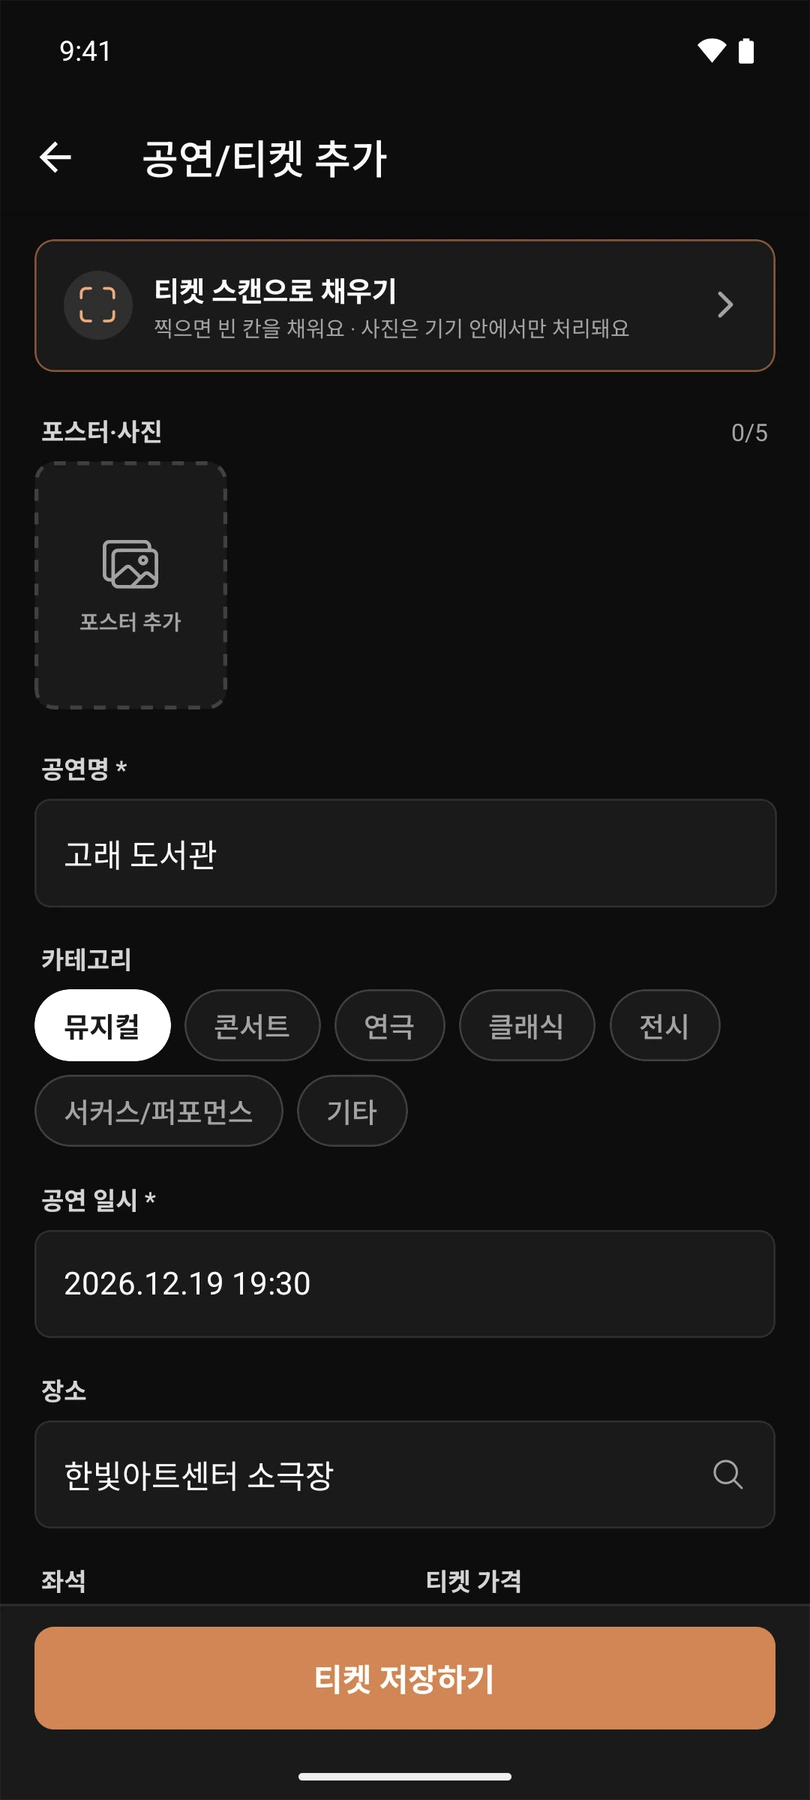 9:41
공연/티켓 추가
티켓 스캔으로 채우기
찍으면 빈 칸을 채워요 · 사진은 기기 안에서만 처리돼요
포스터·사진
0/5
포스터 추가
공연명 *
고래 도서관
카테고리
뮤지컬 콘서트 연극 클래식 전시
서커스/퍼포먼스 기타
공연 일시 *
2026.12.19 19:30
장소
한빛아트센터 소극장
좌석 티켓 가격
티켓 저장하기